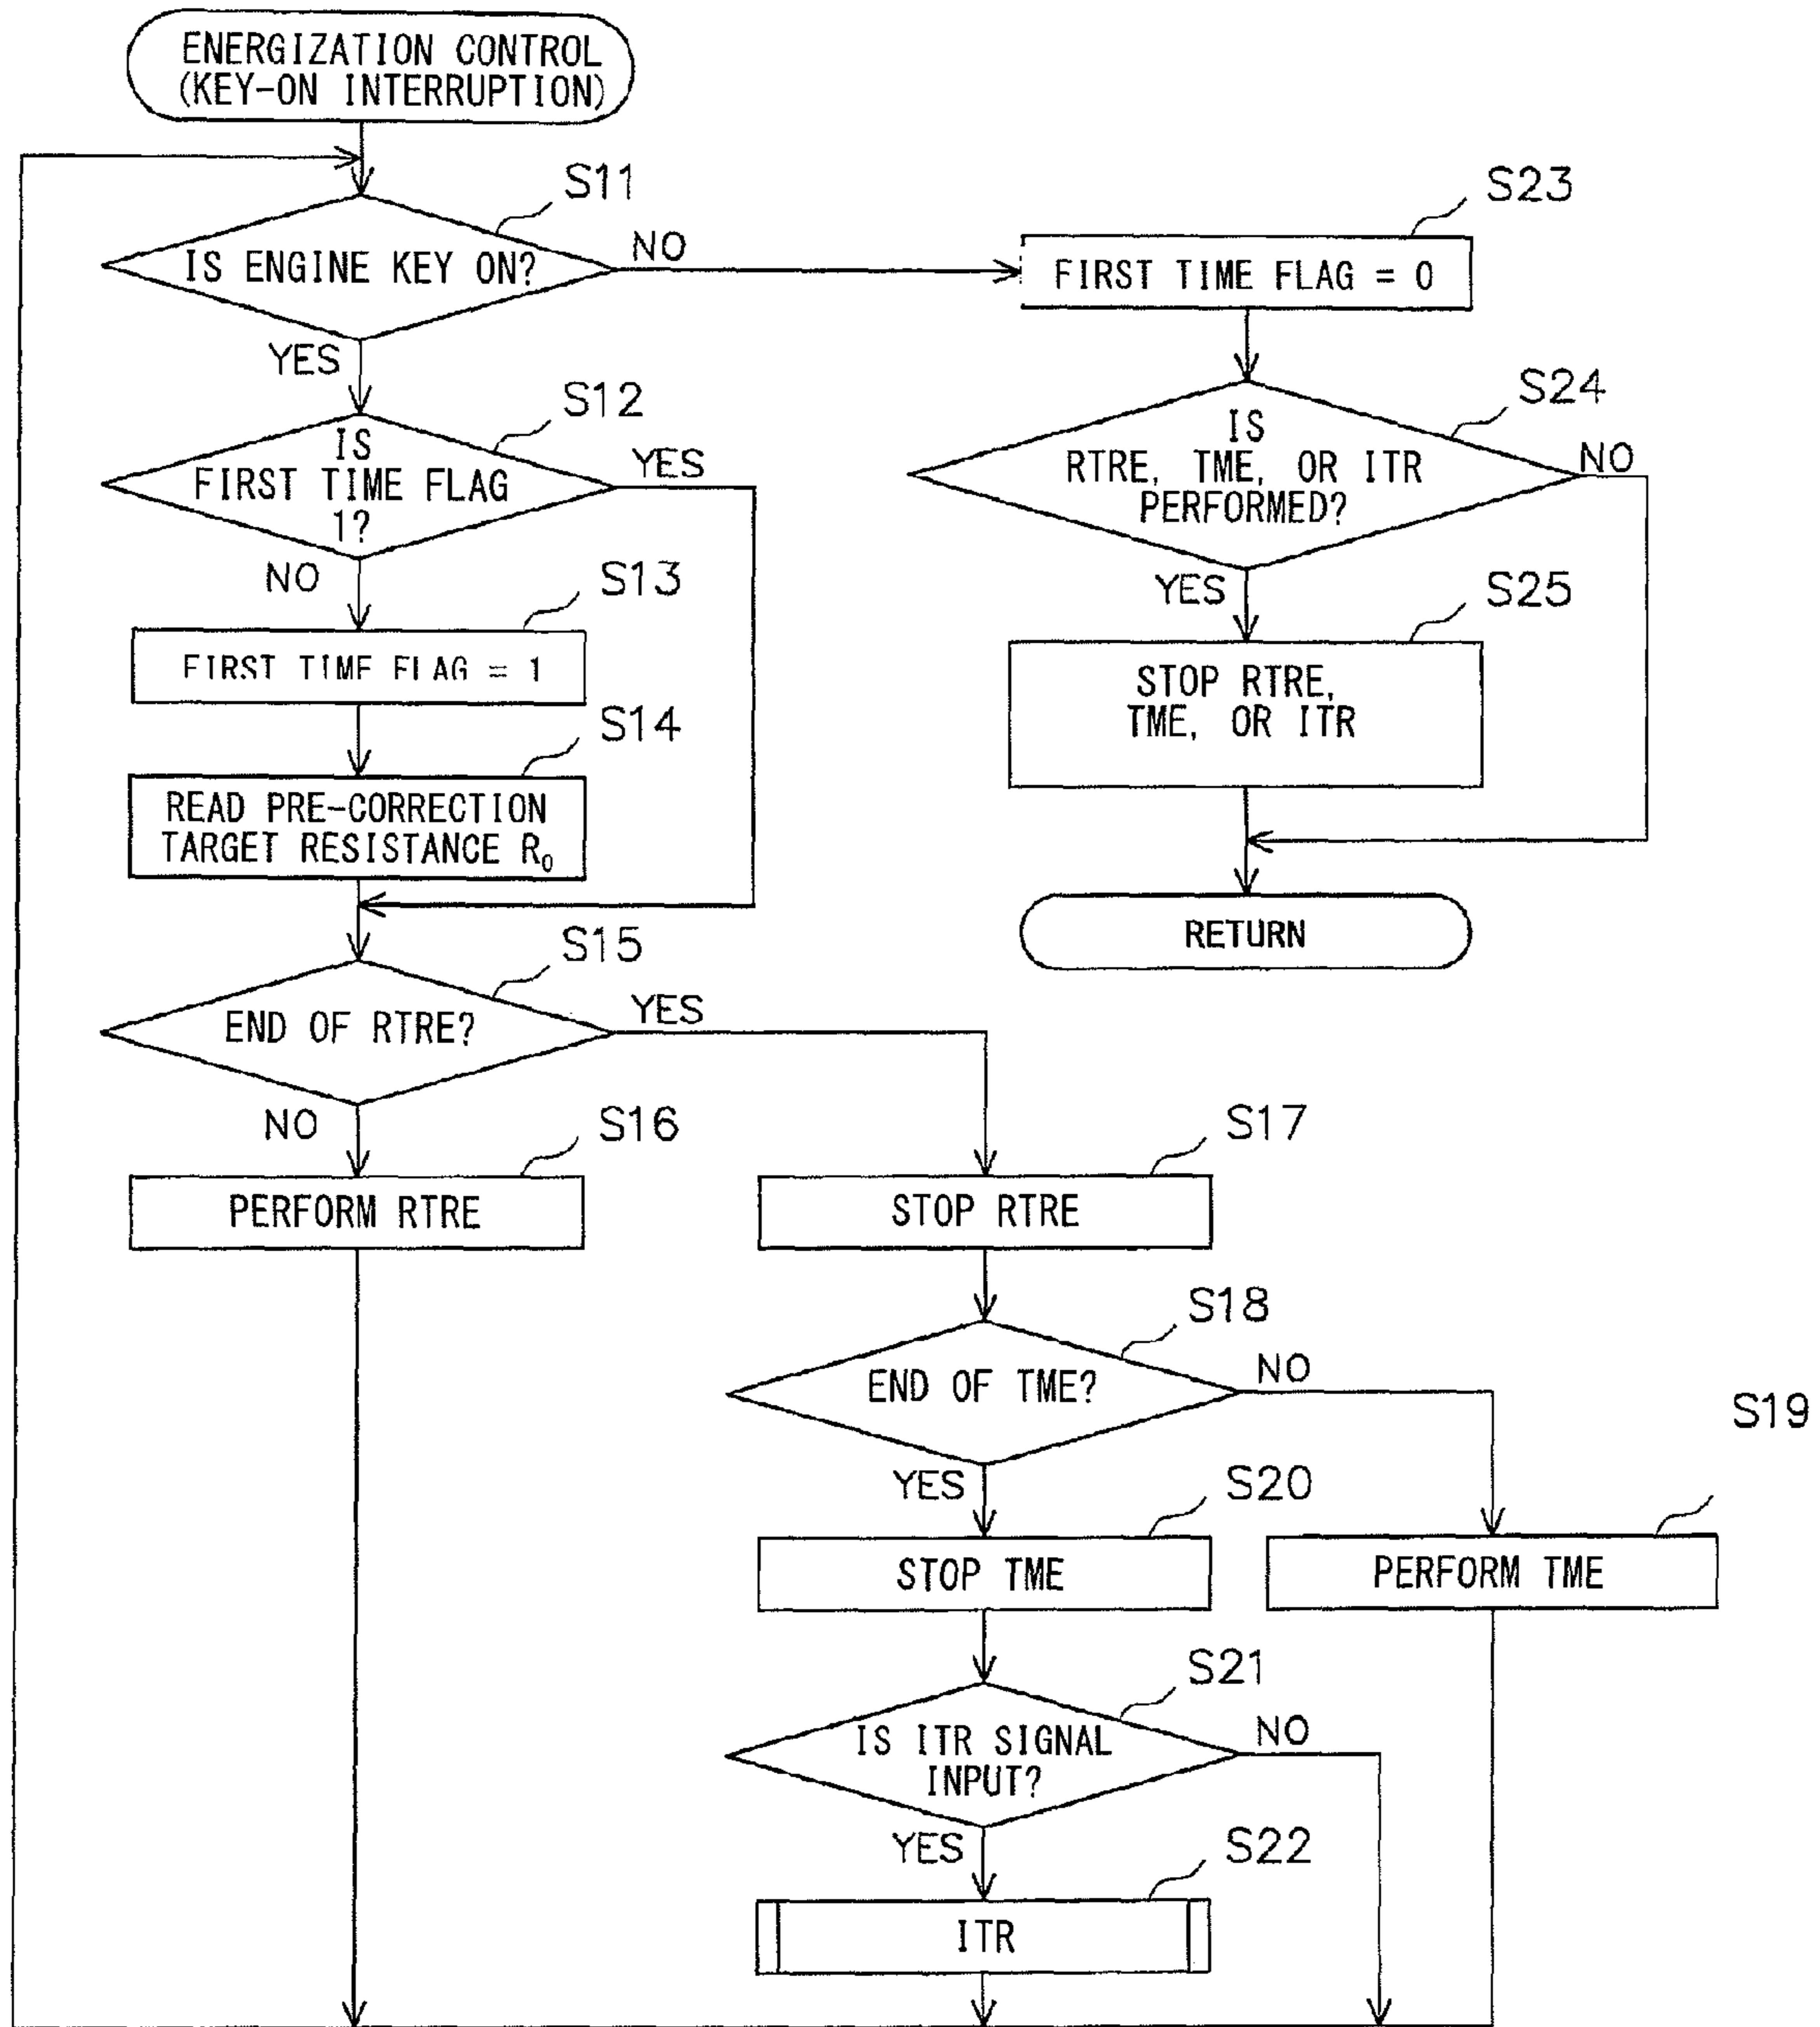 ENERGIZATION CONTROL
(KEY-ON INTERRUPTION)
S11
IS ENGINE KEY ON?
NO
YES
S23
FIRST TIME FLAG = 0
S12
IS
FIRST TIME FLAG
1?
YES
NO
S24
IS
RTRE, TME, OR ITR
PERFORMED?
NO
YES
S13
FIRST TIME FLAG = 1
S25
STOP RTRE,
TME, OR ITR
S14
READ PRE-CORRECTION
TARGET RESISTANCE R₀
RETURN
S15
END OF RTRE?
YES
NO
S16
PERFORM RTRE
S17
STOP RTRE
S18
END OF TME?
NO
YES
S19
PERFORM TME
S20
STOP TME
S21
IS ITR SIGNAL
INPUT?
NO
YES
S22
ITR